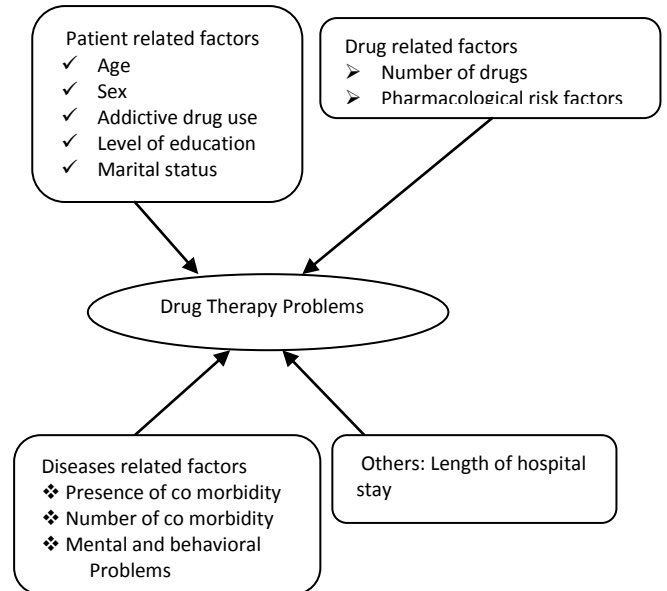 Patient related factors
✓ Age
✓ Sex
✓ Addictive drug use
✓ Level of education
✓ Marital status
Drug related factors
➢ Number of drugs
➢ Pharmacological risk factors
Drug Therapy Problems
Diseases related factors
❖ Presence of co morbidity
❖ Number of co morbidity
❖ Mental and behavioral
Problems
Others: Length of hospital
stay